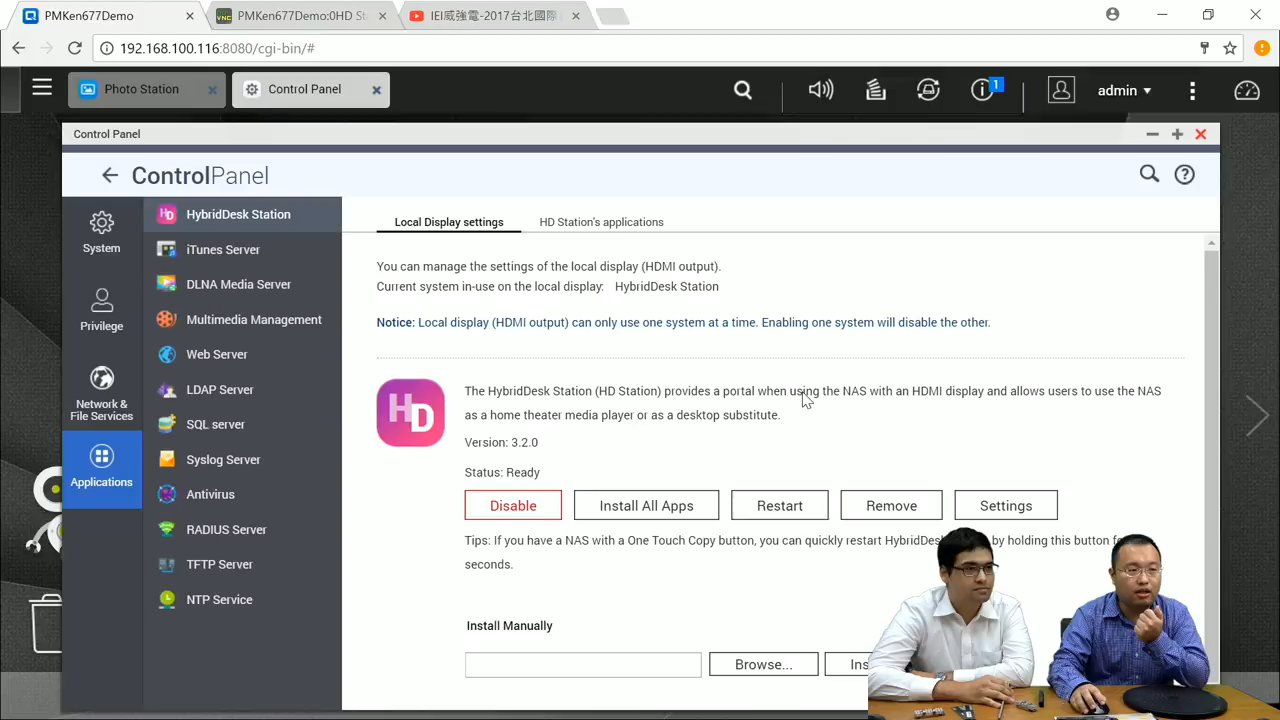 PMKen677Demo
PMKen677Demo:0HD St
IEI威強電-2017台北國際
192.168.100.116:8080/cgi-bin/#
Photo Station
Control Panel
1
admin
Control Panel
ControlPanel
System
Privilege
Network &
File Services
Applications
HybridDesk Station
iTunes Server
DLNA Media Server
Multimedia Management
Web Server
LDAP Server
SQL server
Syslog Server
Antivirus
RADIUS Server
TFTP Server
NTP Service
Local Display settings
HD Station's applications
You can manage the settings of the local display (HDMI output).
Current system in-use on the local display: HybridDesk Station
Notice: Local display (HDMI output) can only use one system at a time. Enabling one system will disable the other.
HD
The HybridDesk Station (HD Station) provides a portal when using the NAS with an HDMI display and allows users to use the NAS
as a home theater media player or as a desktop substitute.
Version: 3.2.0
Status: Ready
Disable
Install All Apps
Restart
Remove
Settings
Tips: If you have a NAS with a One Touch Copy button, you can quickly restart HybridDes by holding this button f
seconds.
Install Manually
Browse...
Ins